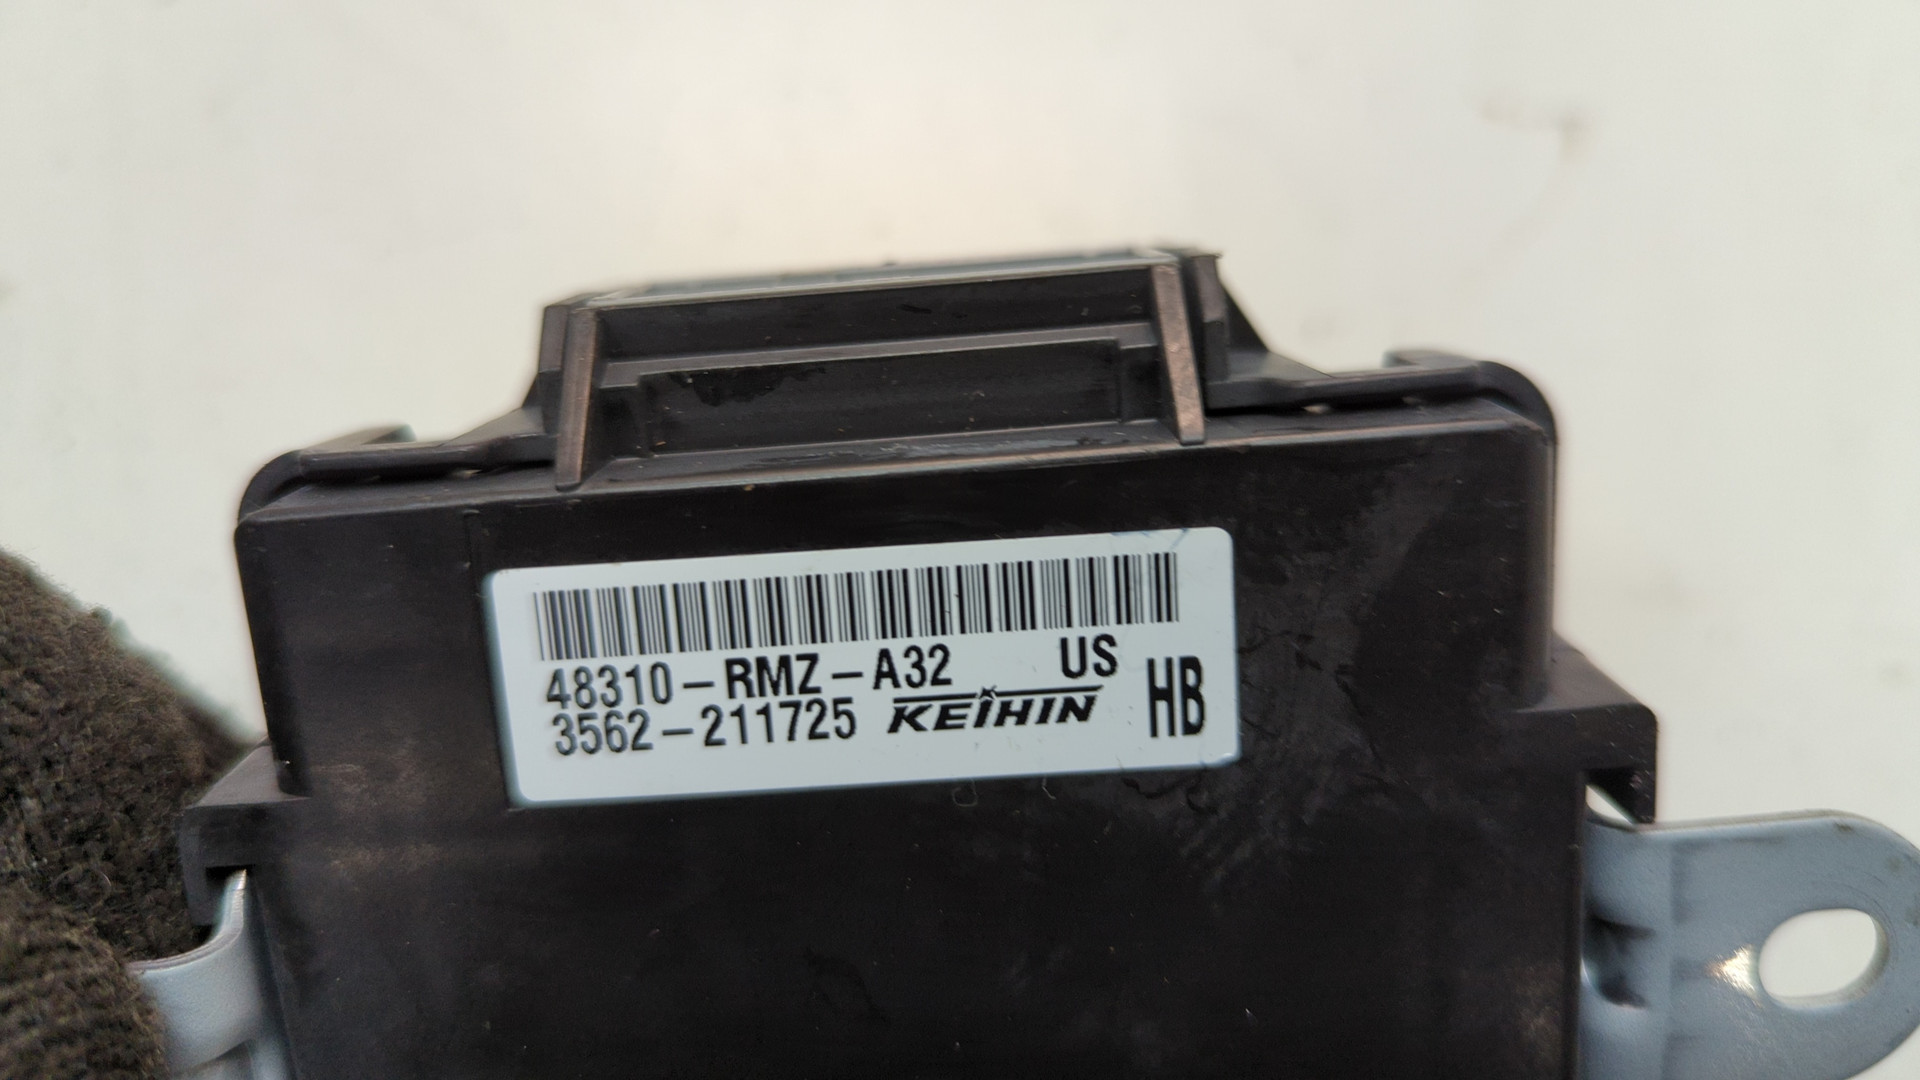 48310-RMZ-A32 US
3562-211725 KEIHIN HB